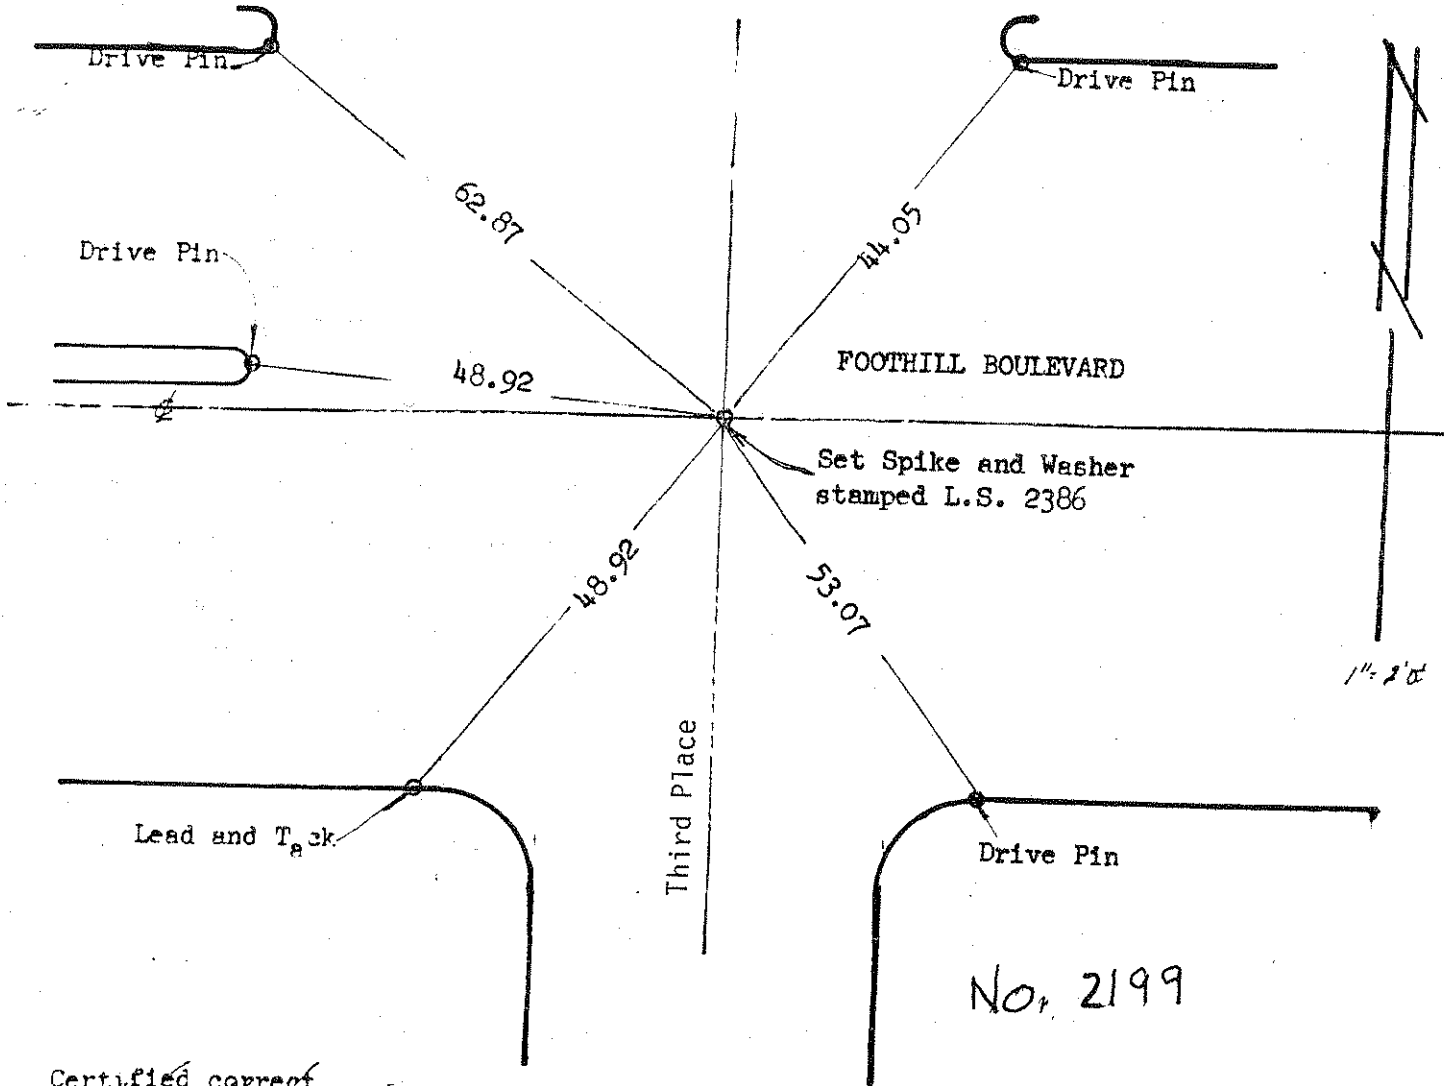 Drive Pin
Drive Pin
62.87
44.05
Drive Pin
48.92
FOOTHILL BOULEVARD
℄
Set Spike and Washer
stamped L.S. 2386
48.92
53.07
Third Place
Lead and Tack
Drive Pin
No. 2199
Certified correct